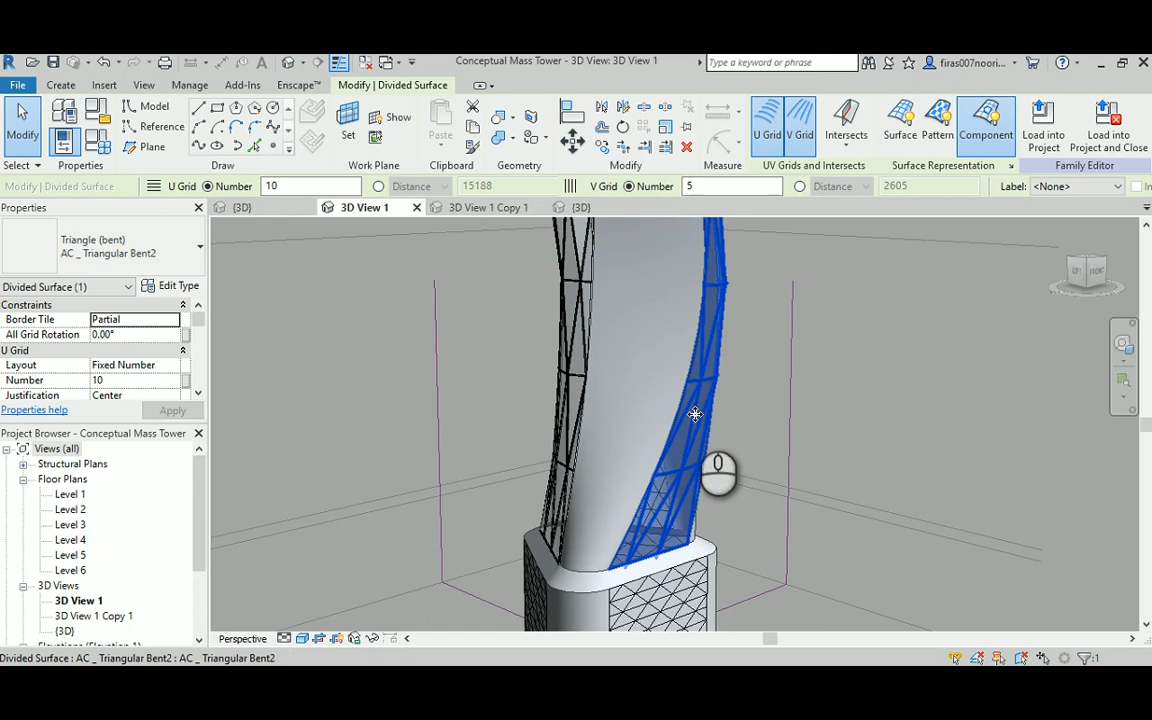 Conceptual Mass Tower - 3D View: 3D View 1
Type a keyword or phrase
firas007noori...
File Create Insert View Manage Add-Ins Enscape™ Modify | Divided Surface
Modify
Model
Reference
Plane
Set
Show
Paste
U Grid V Grid Intersects
Surface Pattern Component
Load into Project
Load into Project and Close
Select Properties Draw Work Plane Clipboard Geometry Modify Measure UV Grids and Intersects Surface Representation Family Editor
Modify | Divided Surface U Grid Number 10 Distance 15188 V Grid Number 5 Distance 2605 Label: <None> In
Properties
{3D} 3D View 1 3D View 1 Copy 1 {3D}
Triangle (bent)
AC _ Triangular Bent2
Divided Surface (1) Edit Type
Constraints
Border Tile Partial
All Grid Rotation 0.00°
U Grid
Layout Fixed Number
Number 10
Justification Center
Properties help Apply
Project Browser - Conceptual Mass Tower
Views (all)
Structural Plans
Floor Plans
Level 1
Level 2
Level 3
Level 4
Level 5
Level 6
3D Views
3D View 1
3D View 1 Copy 1
{3D}
Elevations (Elevation 1)
LEFT FRONT
Perspective
Divided Surface : AC _ Triangular Bent2 : AC _ Triangular Bent2
:1